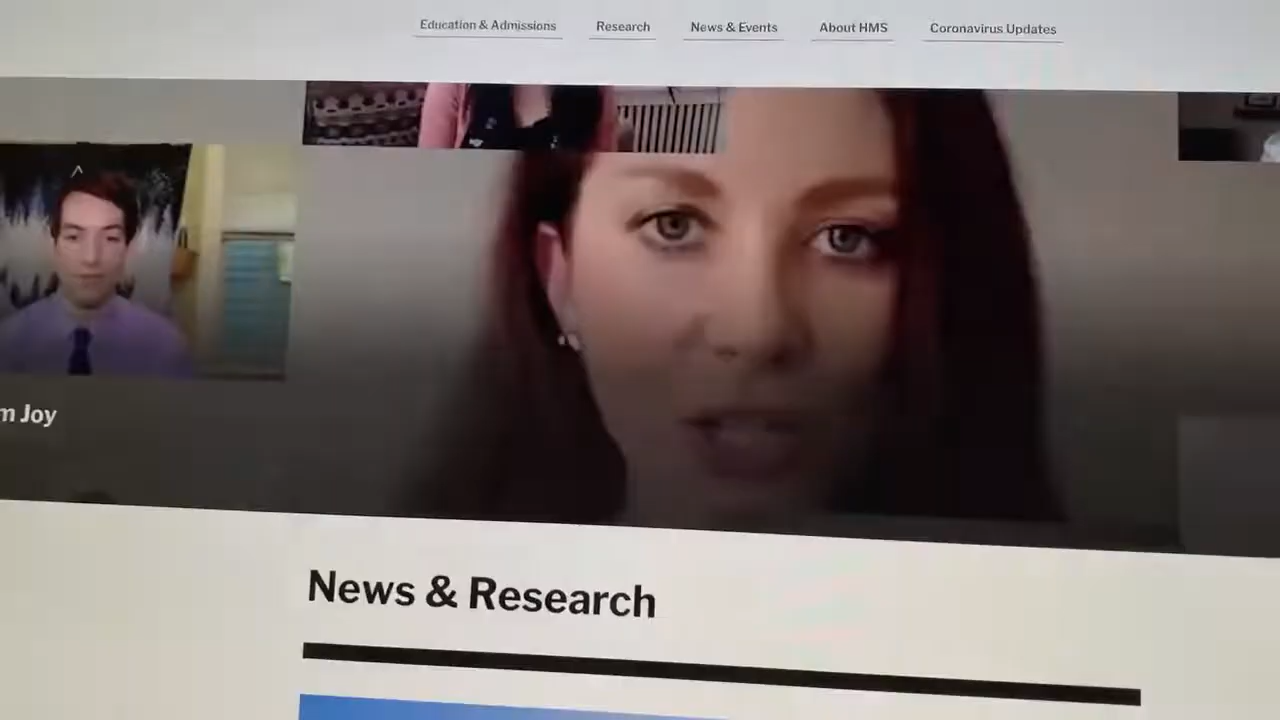 Education & Admissions Research News & Events About HMS Coronavirus Updates
m Joy
News & Research